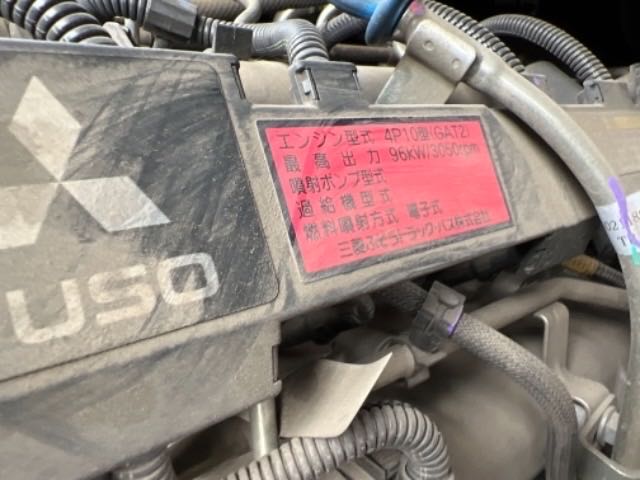 USO
エンジン型式 4P10型(GAT2)
最高出力 96kW/3050rpm
噴射ポンプ型式
過給機型式
燃料噴射方式 電子式
三菱ふそうトラック・バス株式会社
02
T